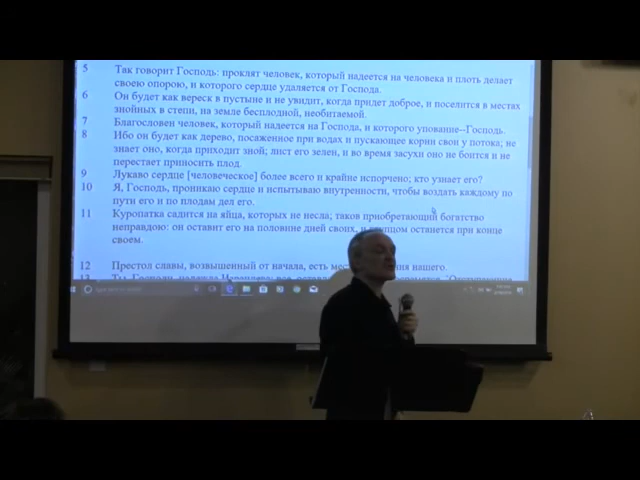 5 Так говорит Господь: проклят человек, который надеется на человека и плоть делает
своею опорою, и которого сердце удаляется от Господа.
6 Он будет как вереск в пустыне и не увидит, когда придет доброе, и поселится в местах
знойных в степи, на земле бесплодной, необитаемой.
7 Благословен человек, который надеется на Господа, и которого упование--Господь.
8 Ибо он будет как дерево, посаженное при водах и пускающее корни свои у потока; не
знает оно, когда приходит зной; лист его зелен, и во время засухи оно не боится и не
перестает приносить плод.
9 Лукаво сердце [человеческое] более всего и крайне испорчено; кто узнает его?
10 Я, Господь, проникаю сердце и испытываю внутренности, чтобы воздать каждому по
пути его и по плодам дел его.
11 Куропатка садится на яйца, которых не несла; таков приобретающий богатство
неправдою: он оставит его на половине дней своих, и останется при конце
своем.
12 Престол славы, возвышенный от начала, есть нашего.